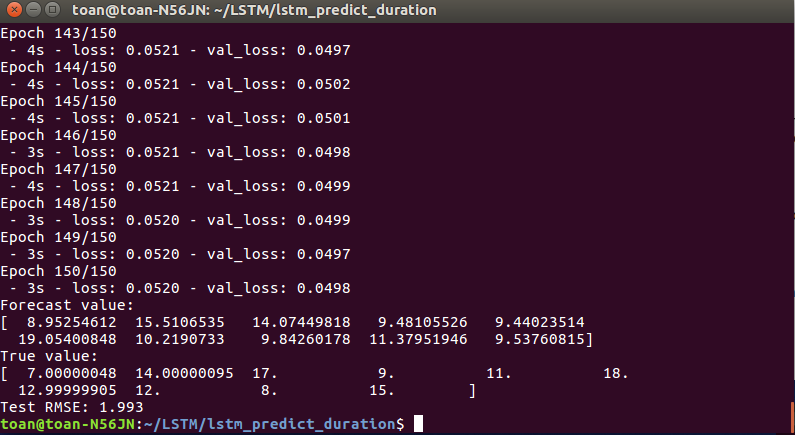 toan@toan-N56JN: ~/LSTM/lstm_predict_duration
Epoch 143/150
 - 4s - loss: 0.0521 - val_loss: 0.0497
Epoch 144/150
 - 4s - loss: 0.0521 - val_loss: 0.0502
Epoch 145/150
 - 4s - loss: 0.0521 - val_loss: 0.0501
Epoch 146/150
 - 3s - loss: 0.0521 - val_loss: 0.0498
Epoch 147/150
 - 4s - loss: 0.0521 - val_loss: 0.0499
Epoch 148/150
 - 3s - loss: 0.0520 - val_loss: 0.0499
Epoch 149/150
 - 3s - loss: 0.0520 - val_loss: 0.0497
Epoch 150/150
 - 3s - loss: 0.0520 - val_loss: 0.0498
Forecast value:
[  8.95254612  15.5106535   14.07449818   9.48105526   9.44023514
  19.05400848  10.2190733    9.84260178  11.37951946   9.53760815]
True value:
[  7.00000048  14.00000095  17.           9.          11.          18.
  12.99999905  12.           8.          15.        ]
Test RMSE: 1.993
toan@toan-N56JN:~/LSTM/lstm_predict_duration$